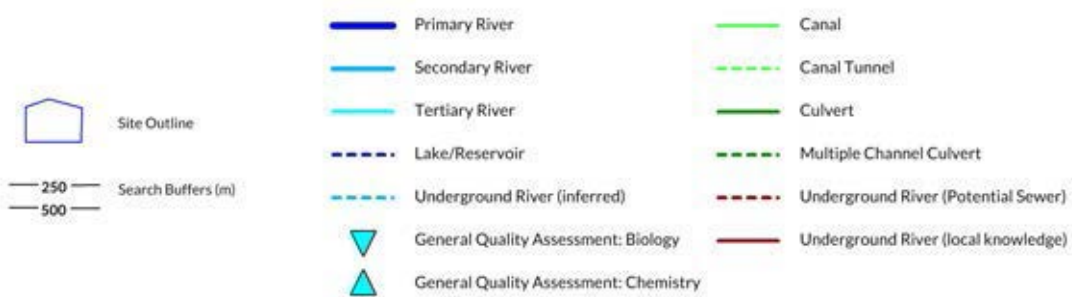 Site Outline
250
Search Buffers (m)
500
Primary River
Secondary River
Tertiary River
Lake/Reservoir
Underground River (inferred)
General Quality Assessment: Biology
General Quality Assessment: Chemistry
Canal
Canal Tunnel
Culvert
Multiple Channel Culvert
Underground River (Potential Sewer)
Underground River (local knowledge)